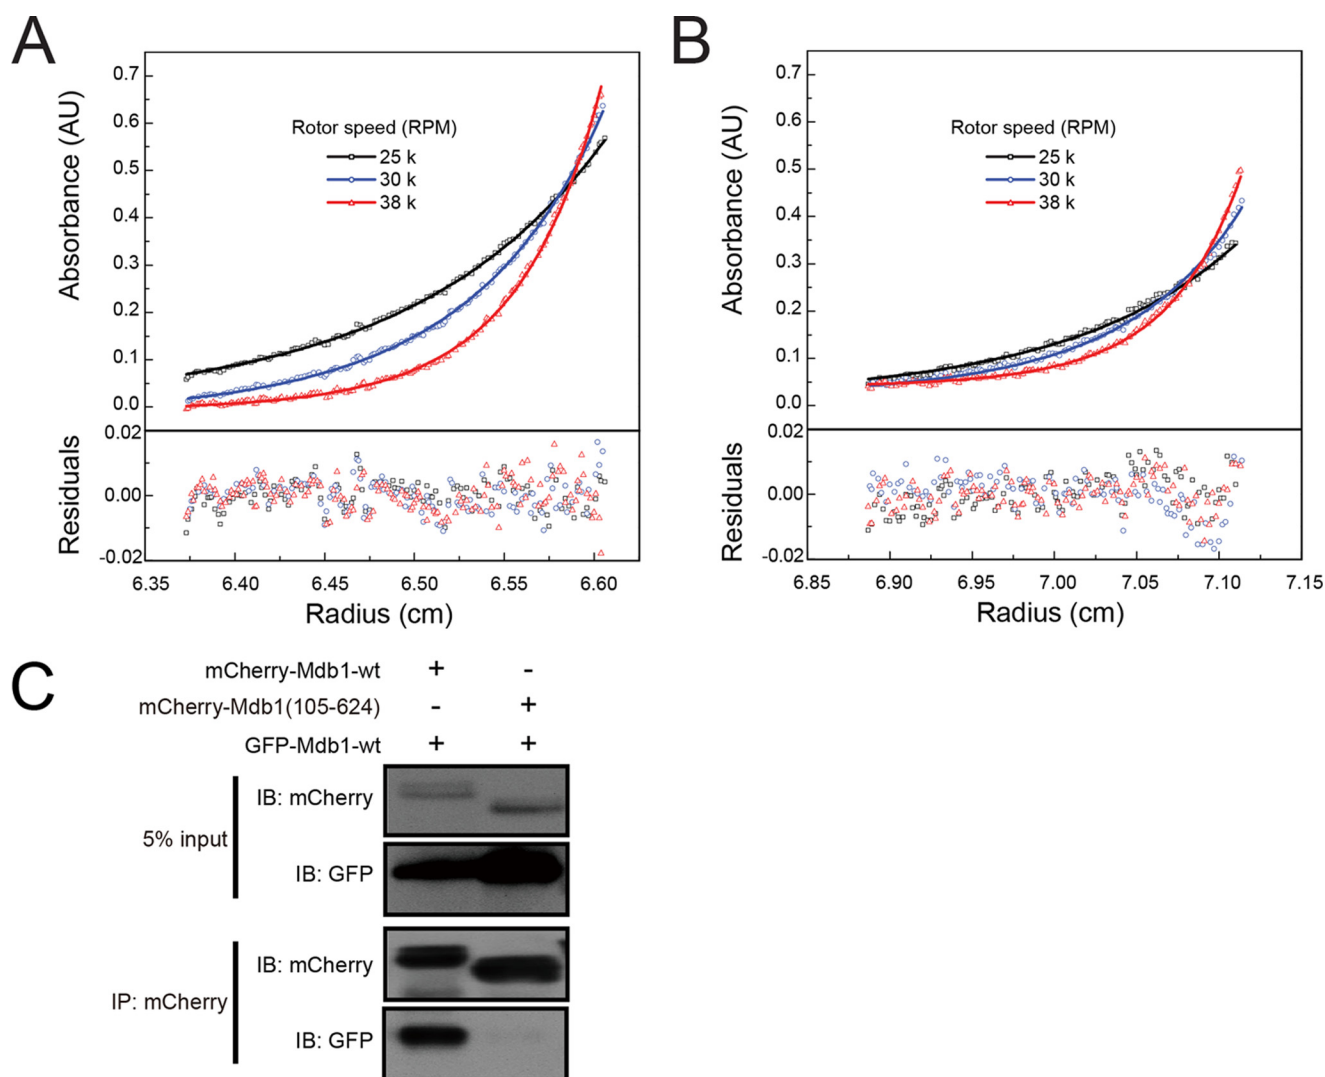 A
0.7
0.6
0.5
0.4
0.3
0.2
0.1
0.0
Absorbance (AU)
Rotor speed (RPM)
25 k
30 k
38 k
0.02
0.00
-0.02
Residuals
6.35
6.40
6.45
6.50
6.55
6.60
Radius (cm)
B
0.7
0.6
0.5
0.4
0.3
0.2
0.1
0.0
Absorbance (AU)
Rotor speed (RPM)
25 k
30 k
38 k
0.02
0.00
-0.02
Residuals
6.85
6.90
6.95
7.00
7.05
7.10
7.15
Radius (cm)
C
mCherry-Mdb1-wt + -
mCherry-Mdb1(105-624) - +
GFP-Mdb1-wt + +
5% input
IB: mCherry
IB: GFP
IP: mCherry
IB: mCherry
IB: GFP